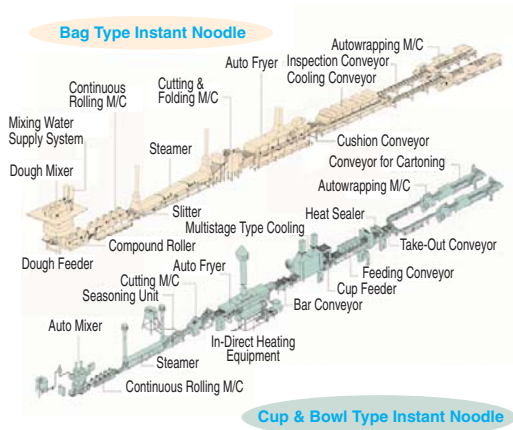 Bag Type Instant Noodle
Autowrapping M/C
Inspection Conveyor
Cooling Conveyor
Auto Fryer
Cutting &
Folding M/C
Continuous
Rolling M/C
Mixing Water
Supply System
Steamer
Dough Mixer
Cushion Conveyor
Conveyor for Cartoning
Autowrapping M/C
Slitter
Heat Sealer
Multistage Type Cooling
Compound Roller
Take-Out Conveyor
Dough Feeder
Auto Fryer
Feeding Conveyor
Cutting M/C
Cup Feeder
Seasoning Unit
Bar Conveyor
Auto Mixer
In-Direct Heating
Equipment
Steamer
Continuous Rolling M/C
Cup & Bowl Type Instant Noodle